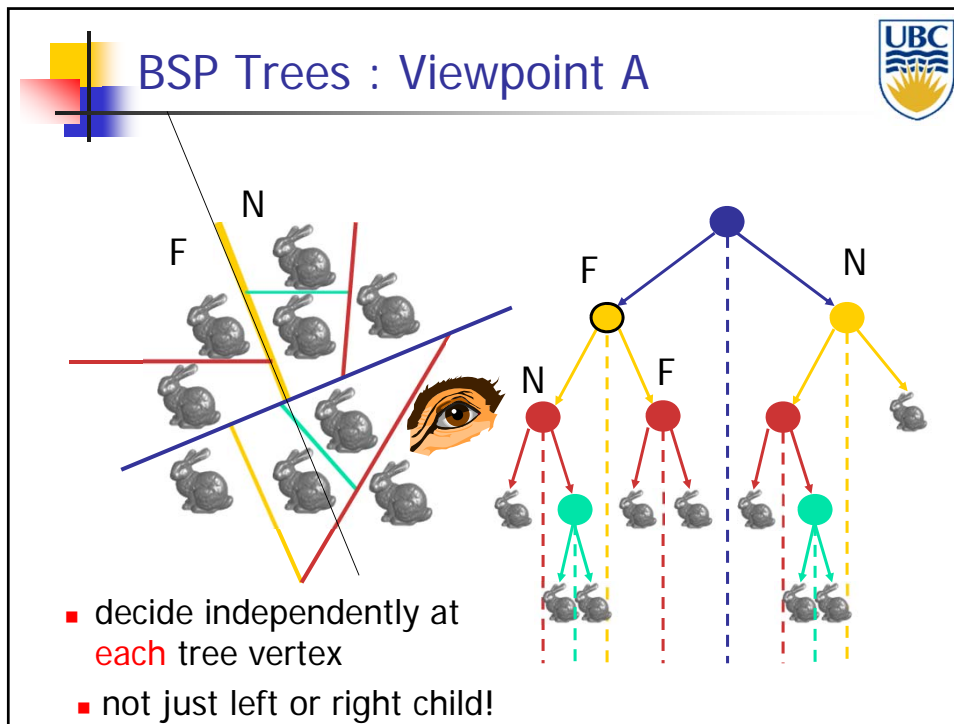 BSP Trees : Viewpoint A
UBC
N
F
F
N
N
F
decide independently at
each tree vertex
not just left or right child!